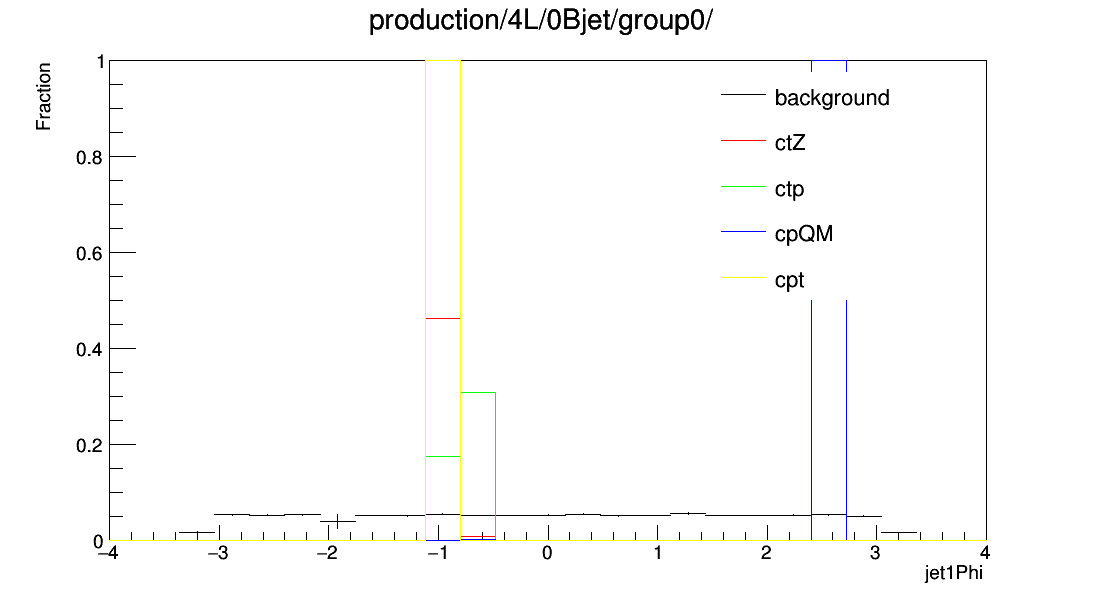 production/4L/0Bjet/group0/
Fraction
1
0.8
0.6
0.4
0.2
0
background
ctZ
ctp
cpQM
cpt
−4 −3 −2 −1 0 1 2 3 4
jet1Phi